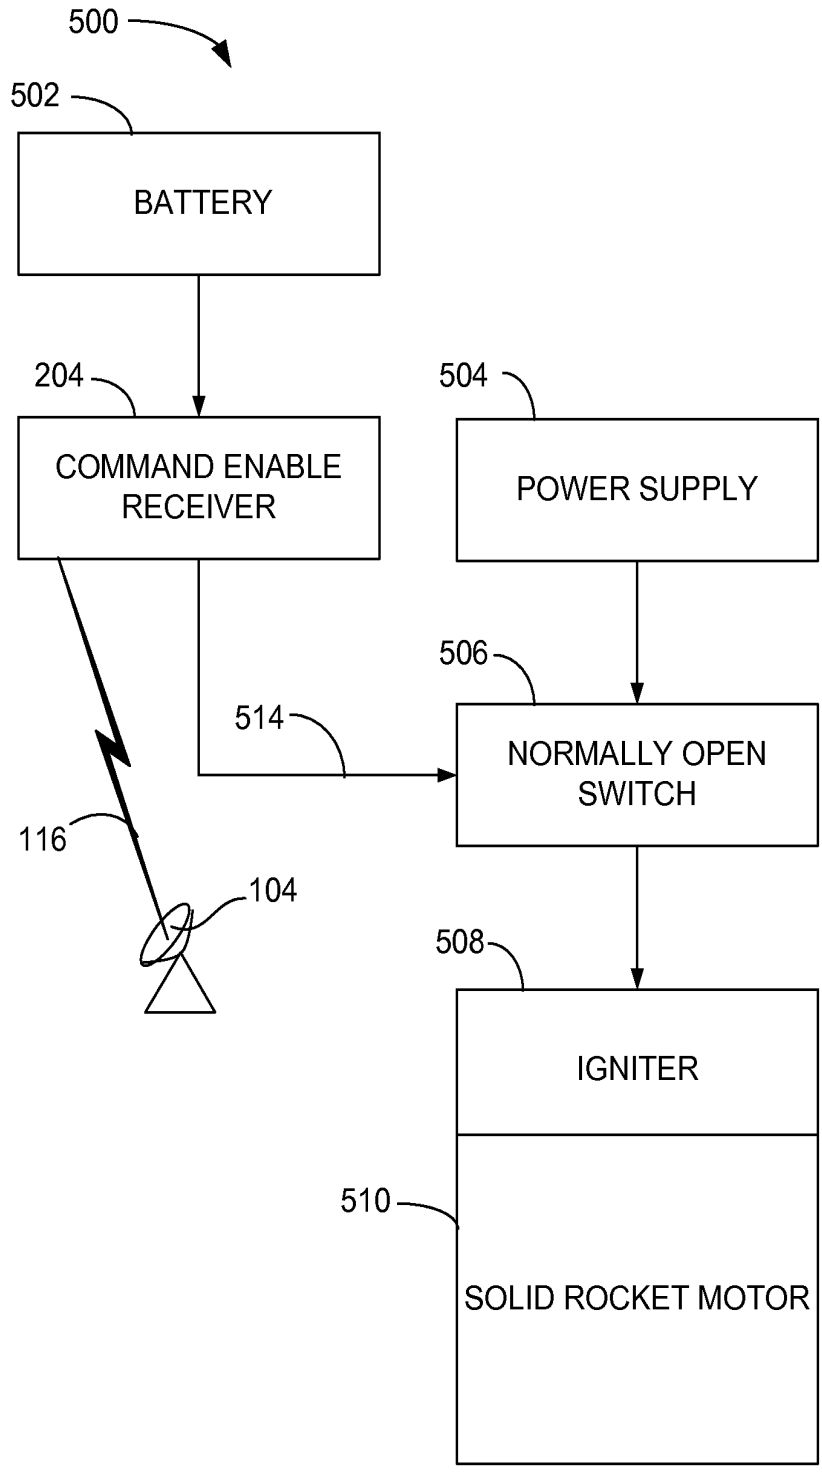 500
502
BATTERY
204
504
COMMAND ENABLE
RECEIVER
POWER SUPPLY
506
514
NORMALLY OPEN
SWITCH
116
104
508
IGNITER
510
SOLID ROCKET MOTOR